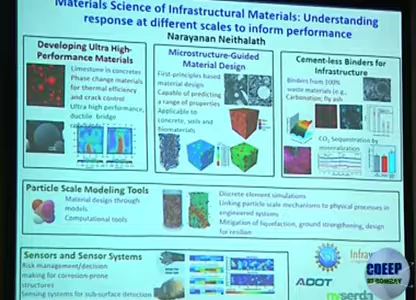 Materials Science of Infrastructural Materials: Understanding
response at different scales to inform performance
Narayanan Neithalath
Developing Ultra High-
Performance Materials
Limestone in concretes
Phase change materials
for thermal efficiency
and crack control
Ultra high performance,
ductile bridge
Microstructure-Guided
Material Design
First-principles based
material design
Capable of predicting
a range of properties
Applicable to
concrete, soils and
biomaterials
Cement-less Binders for
Infrastructure
Binders from 100%
waste materials (e.g.,
Carbonation; fly ash
CO2 Sequestration by
mineralization
Particle Scale Modeling Tools
Material design through
models
Computational tools
Discrete element simulations
Linking particle scale mechanisms to physical processes in
engineered systems
Mitigation of liquefaction, ground strengthening, design
for resilien
Sensors and Sensor Systems
Risk management/decision
making for corrosion-prone
structures
Sensing systems for sub-surface detection
Infrav
ADOT
CDEEP
IIT BOMBAY